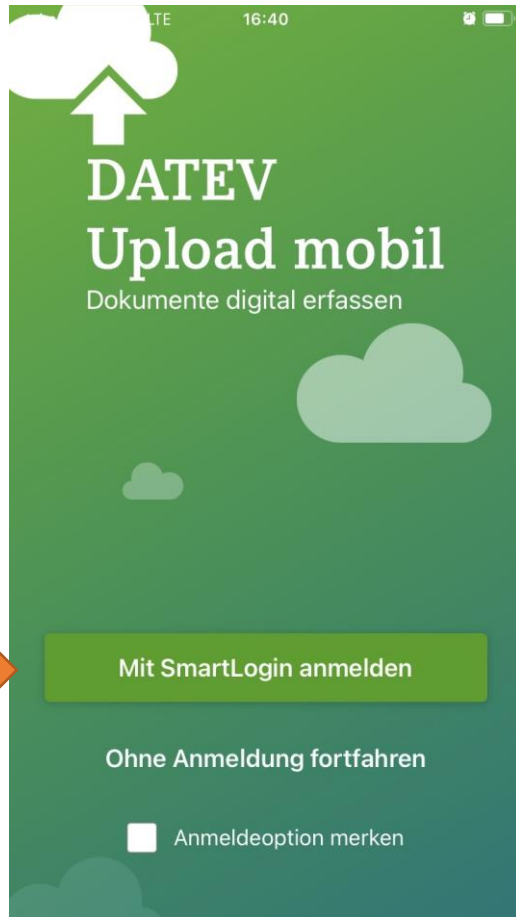 LTE 16:40
DATEV
Upload mobil
Dokumente digital erfassen
Mit SmartLogin anmelden
Ohne Anmeldung fortfahren
Anmeldeoption merken